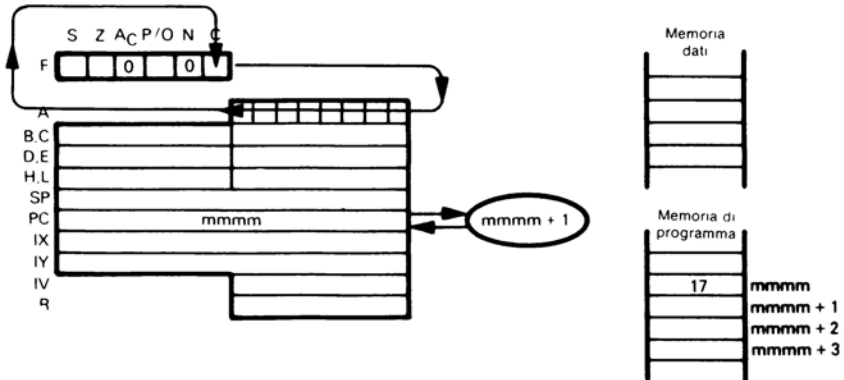 S Z A_C P/O N C
F 0 0
A
B.C
D.E
H.L
SP
PC mmmm mmmm + 1
IX
IY
IV
R
Memoria
dati
Memoria di
programma
17 mmmm
mmmm + 1
mmmm + 2
mmmm + 3